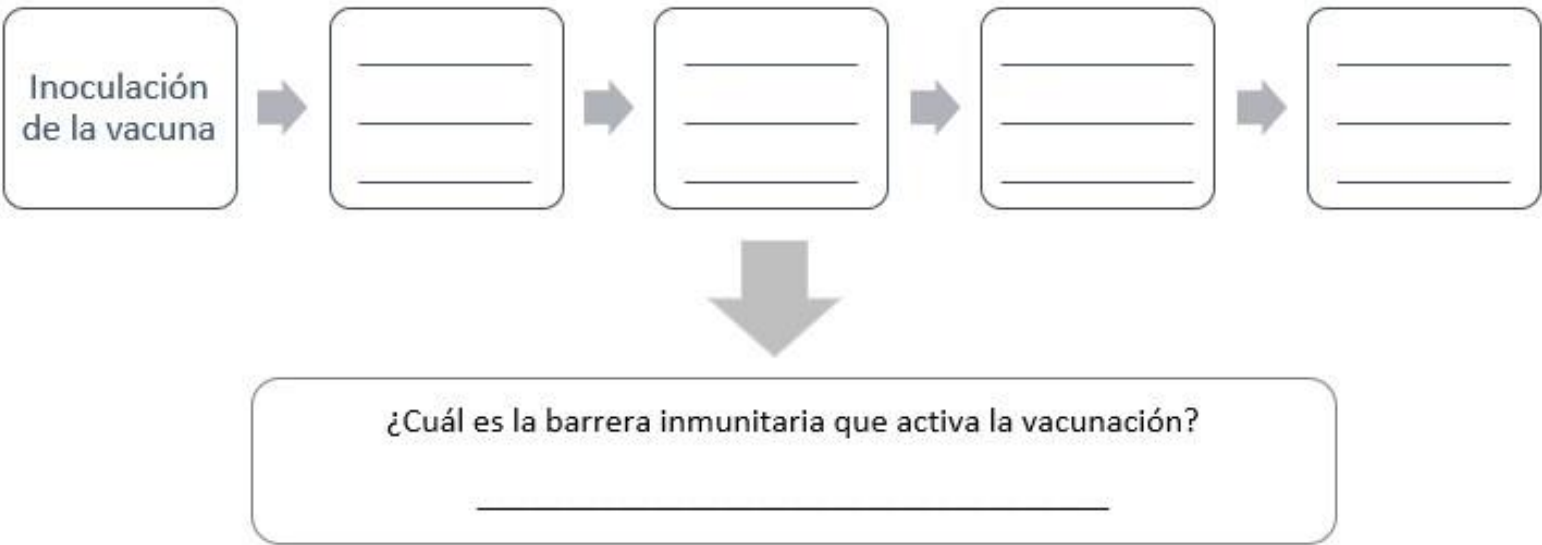 Inoculación
de la vacuna
¿Cuál es la barrera inmunitaria que activa la vacunación?